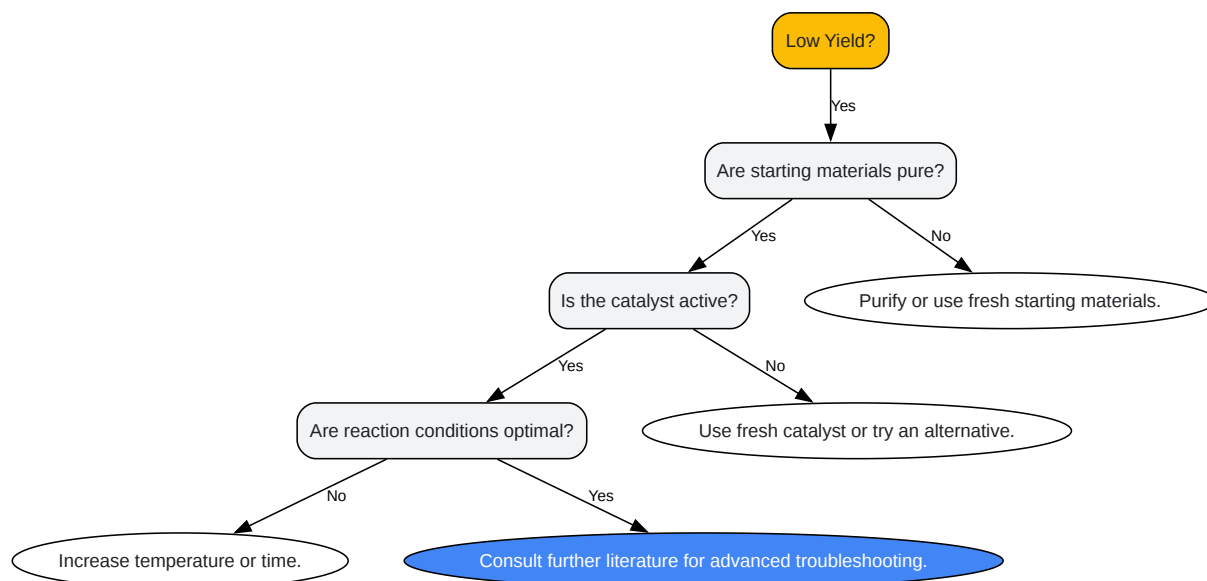 Low Yield?
Yes
Are starting materials pure?
Yes
No
Is the catalyst active?
Purify or use fresh starting materials.
Yes
No
Are reaction conditions optimal?
Use fresh catalyst or try an alternative.
No
Yes
Increase temperature or time.
Consult further literature for advanced troubleshooting.